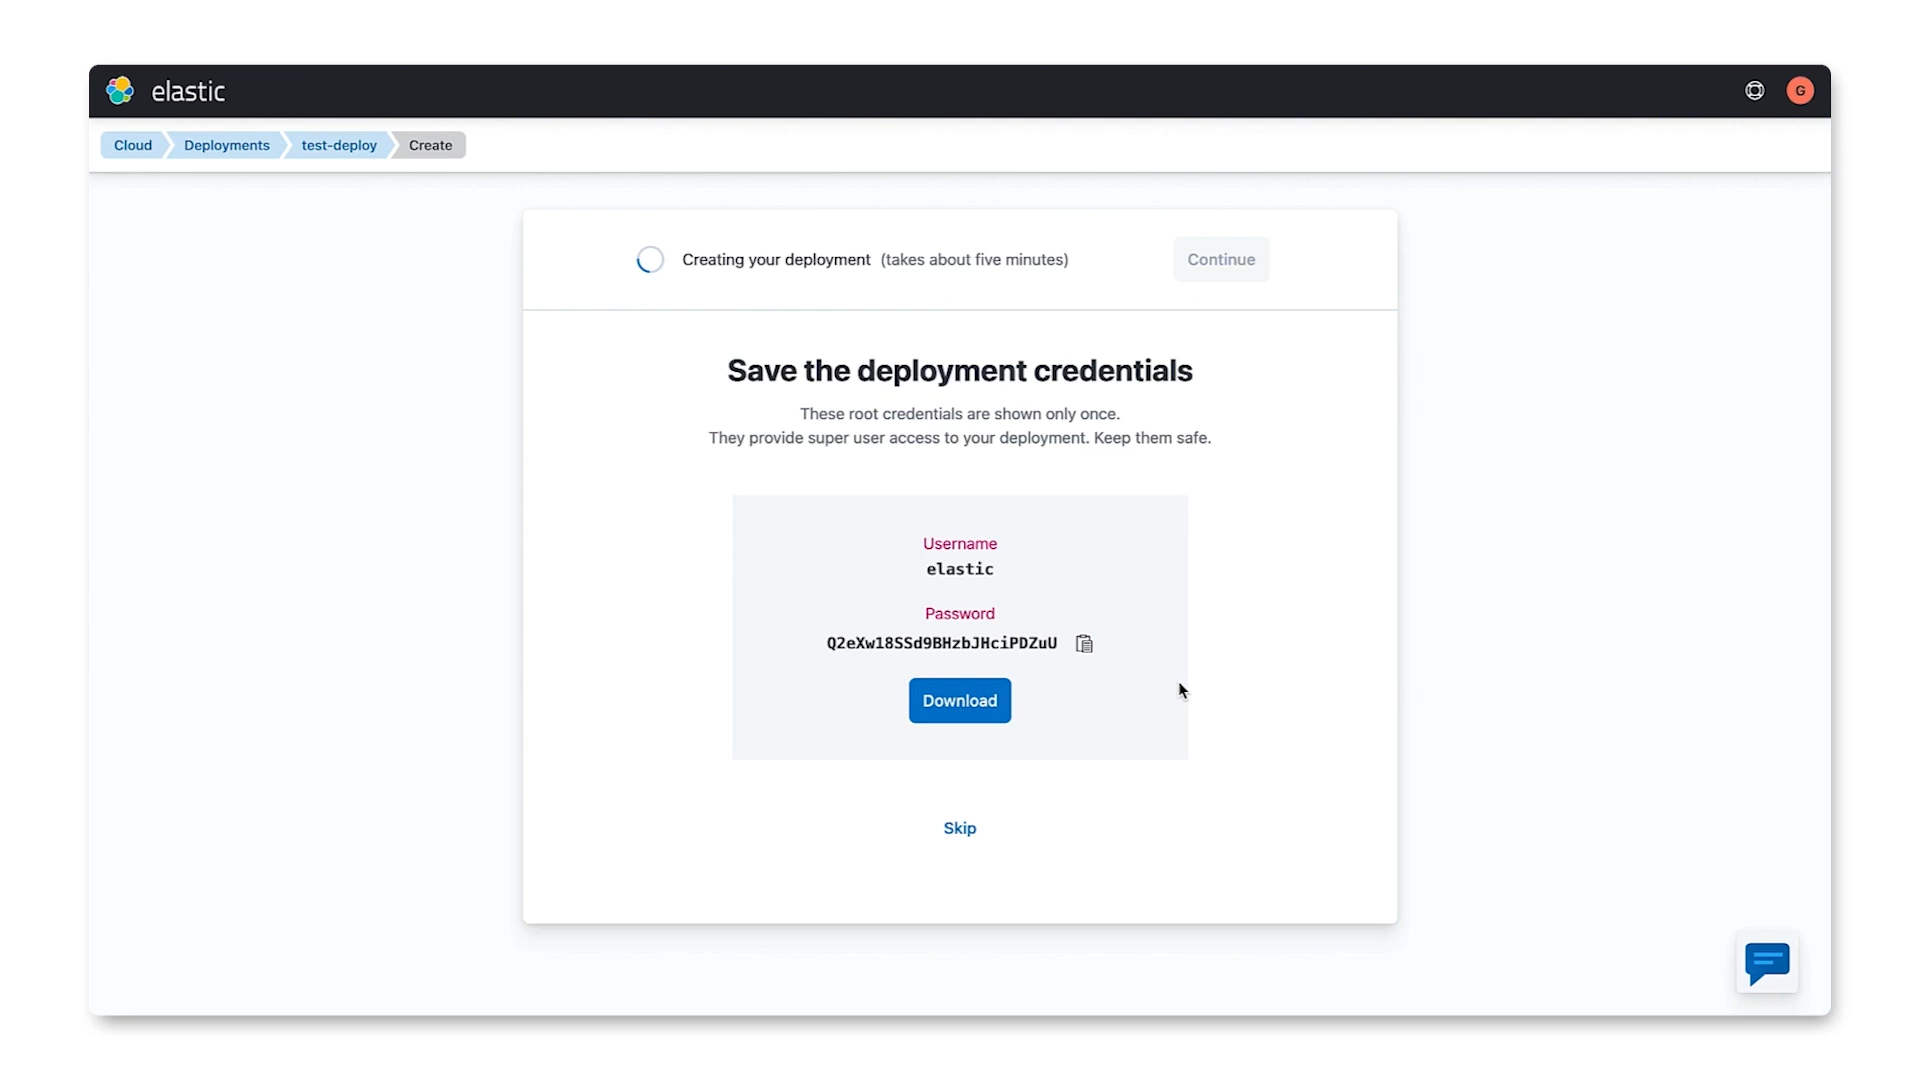 elastic
G
Cloud
Deployments
test-deploy
Create
Creating your deployment (takes about five minutes)
Continue
Save the deployment credentials
These root credentials are shown only once.
They provide super user access to your deployment. Keep them safe.
Username
elastic
Password
Q2eXw18SSd9BHzbJHciPDZuU
Download
Skip